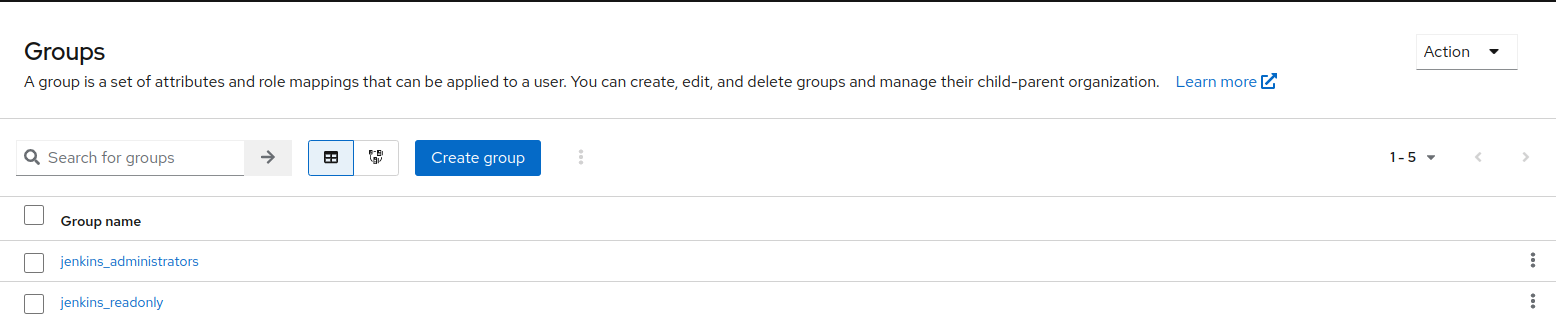 Groups
Action
A group is a set of attributes and role mappings that can be applied to a user. You can create, edit, and delete groups and manage their child-parent organization. Learn more
Search for groups
Create group
1 - 5
Group name
jenkins_administrators
jenkins_readonly